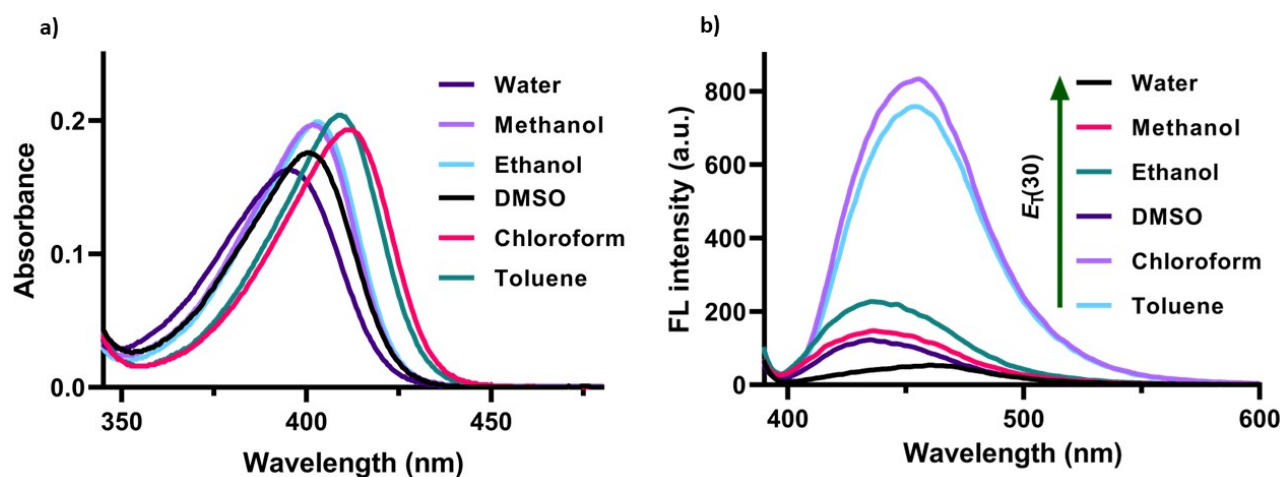 a)
Absorbance
0.2
0.1
0.0
350
400
450
Wavelength (nm)
Water
Methanol
Ethanol
DMSO
Chloroform
Toluene
b)
FL intensity (a.u.)
800
600
400
200
0
400
500
600
Wavelength (nm)
E_T(30)
Water
Methanol
Ethanol
DMSO
Chloroform
Toluene